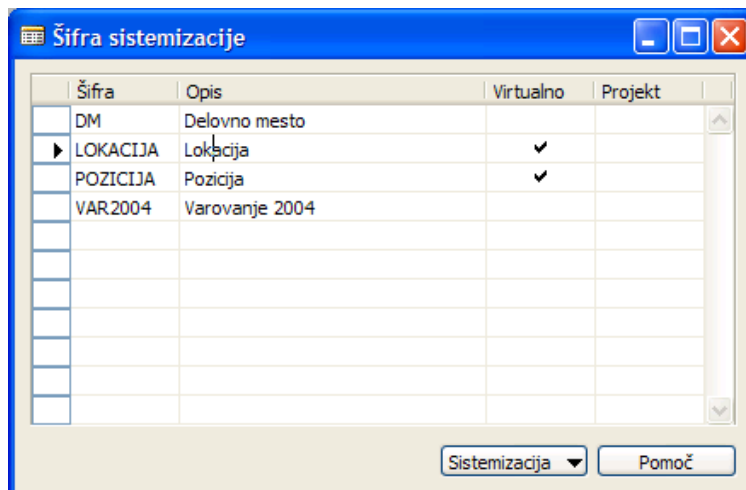 Šifra sistemizacije
Šifra Opis Virtualno Projekt
DM Delovno mesto
LOKACIJA Lokacija
POZICIJA Pozicija
VAR2004 Varovanje 2004
Sistemizacija Pomoč